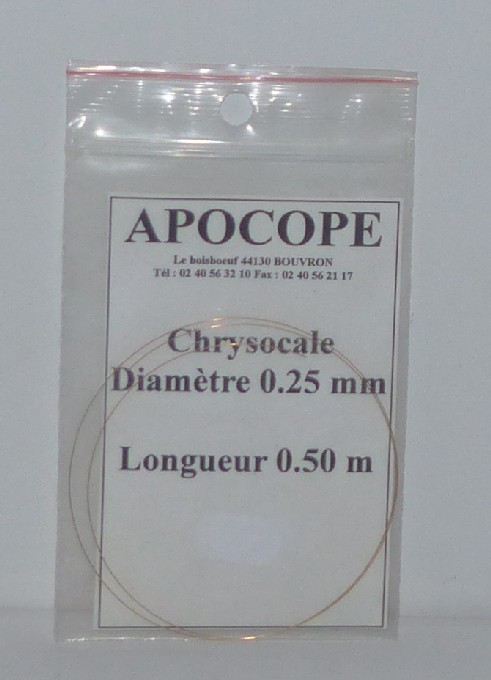 APOCOPE
Le boisboeuf 44130 BOUVRON
Tél : 02 40 56 32 10 Fax : 02 40 56 21 17
Chrysocale
Diamètre 0.25 mm
Longueur 0.50 m